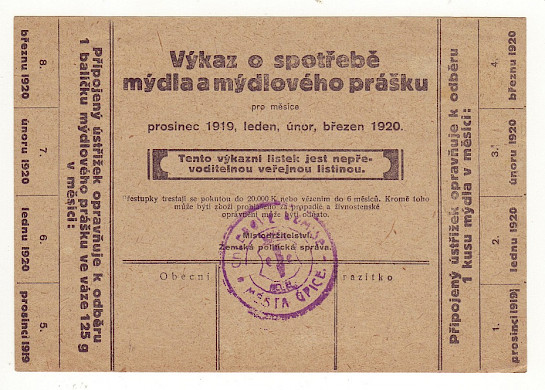 8.
březnu 1920
7.
únoru 1920
6.
lednu 1920
5.
prosinci 1919
Připojený ústřižek opravňuje k odběru
1 balíčku mýdlového prášku ve váze 125 g
v měsíci:
Výkaz o spotřebě
mýdla a mýdlového prášku
pro měsíce
prosinec 1919, leden, únor, březen 1920.
Tento výkazní lístek jest nepře-
voditelnou veřejnou listinou.
Přestupky trestají se pokutou do 20.000 K nebo vězením do 6 měsíců. Kromě toho
může býti zboží prohlášeno za propadlé a živnostenské
oprávnění může býti odňato.
Místodržitelství.
Zemská politická správa.
Obecní razítko
MĚSTA ÚPICE
Připojený ústřižek opravňuje k odběru
1 kusu mýdla v měsíci:
4.
březnu 1920
3.
únoru 1920
2.
lednu 1920
1.
prosinci 1919